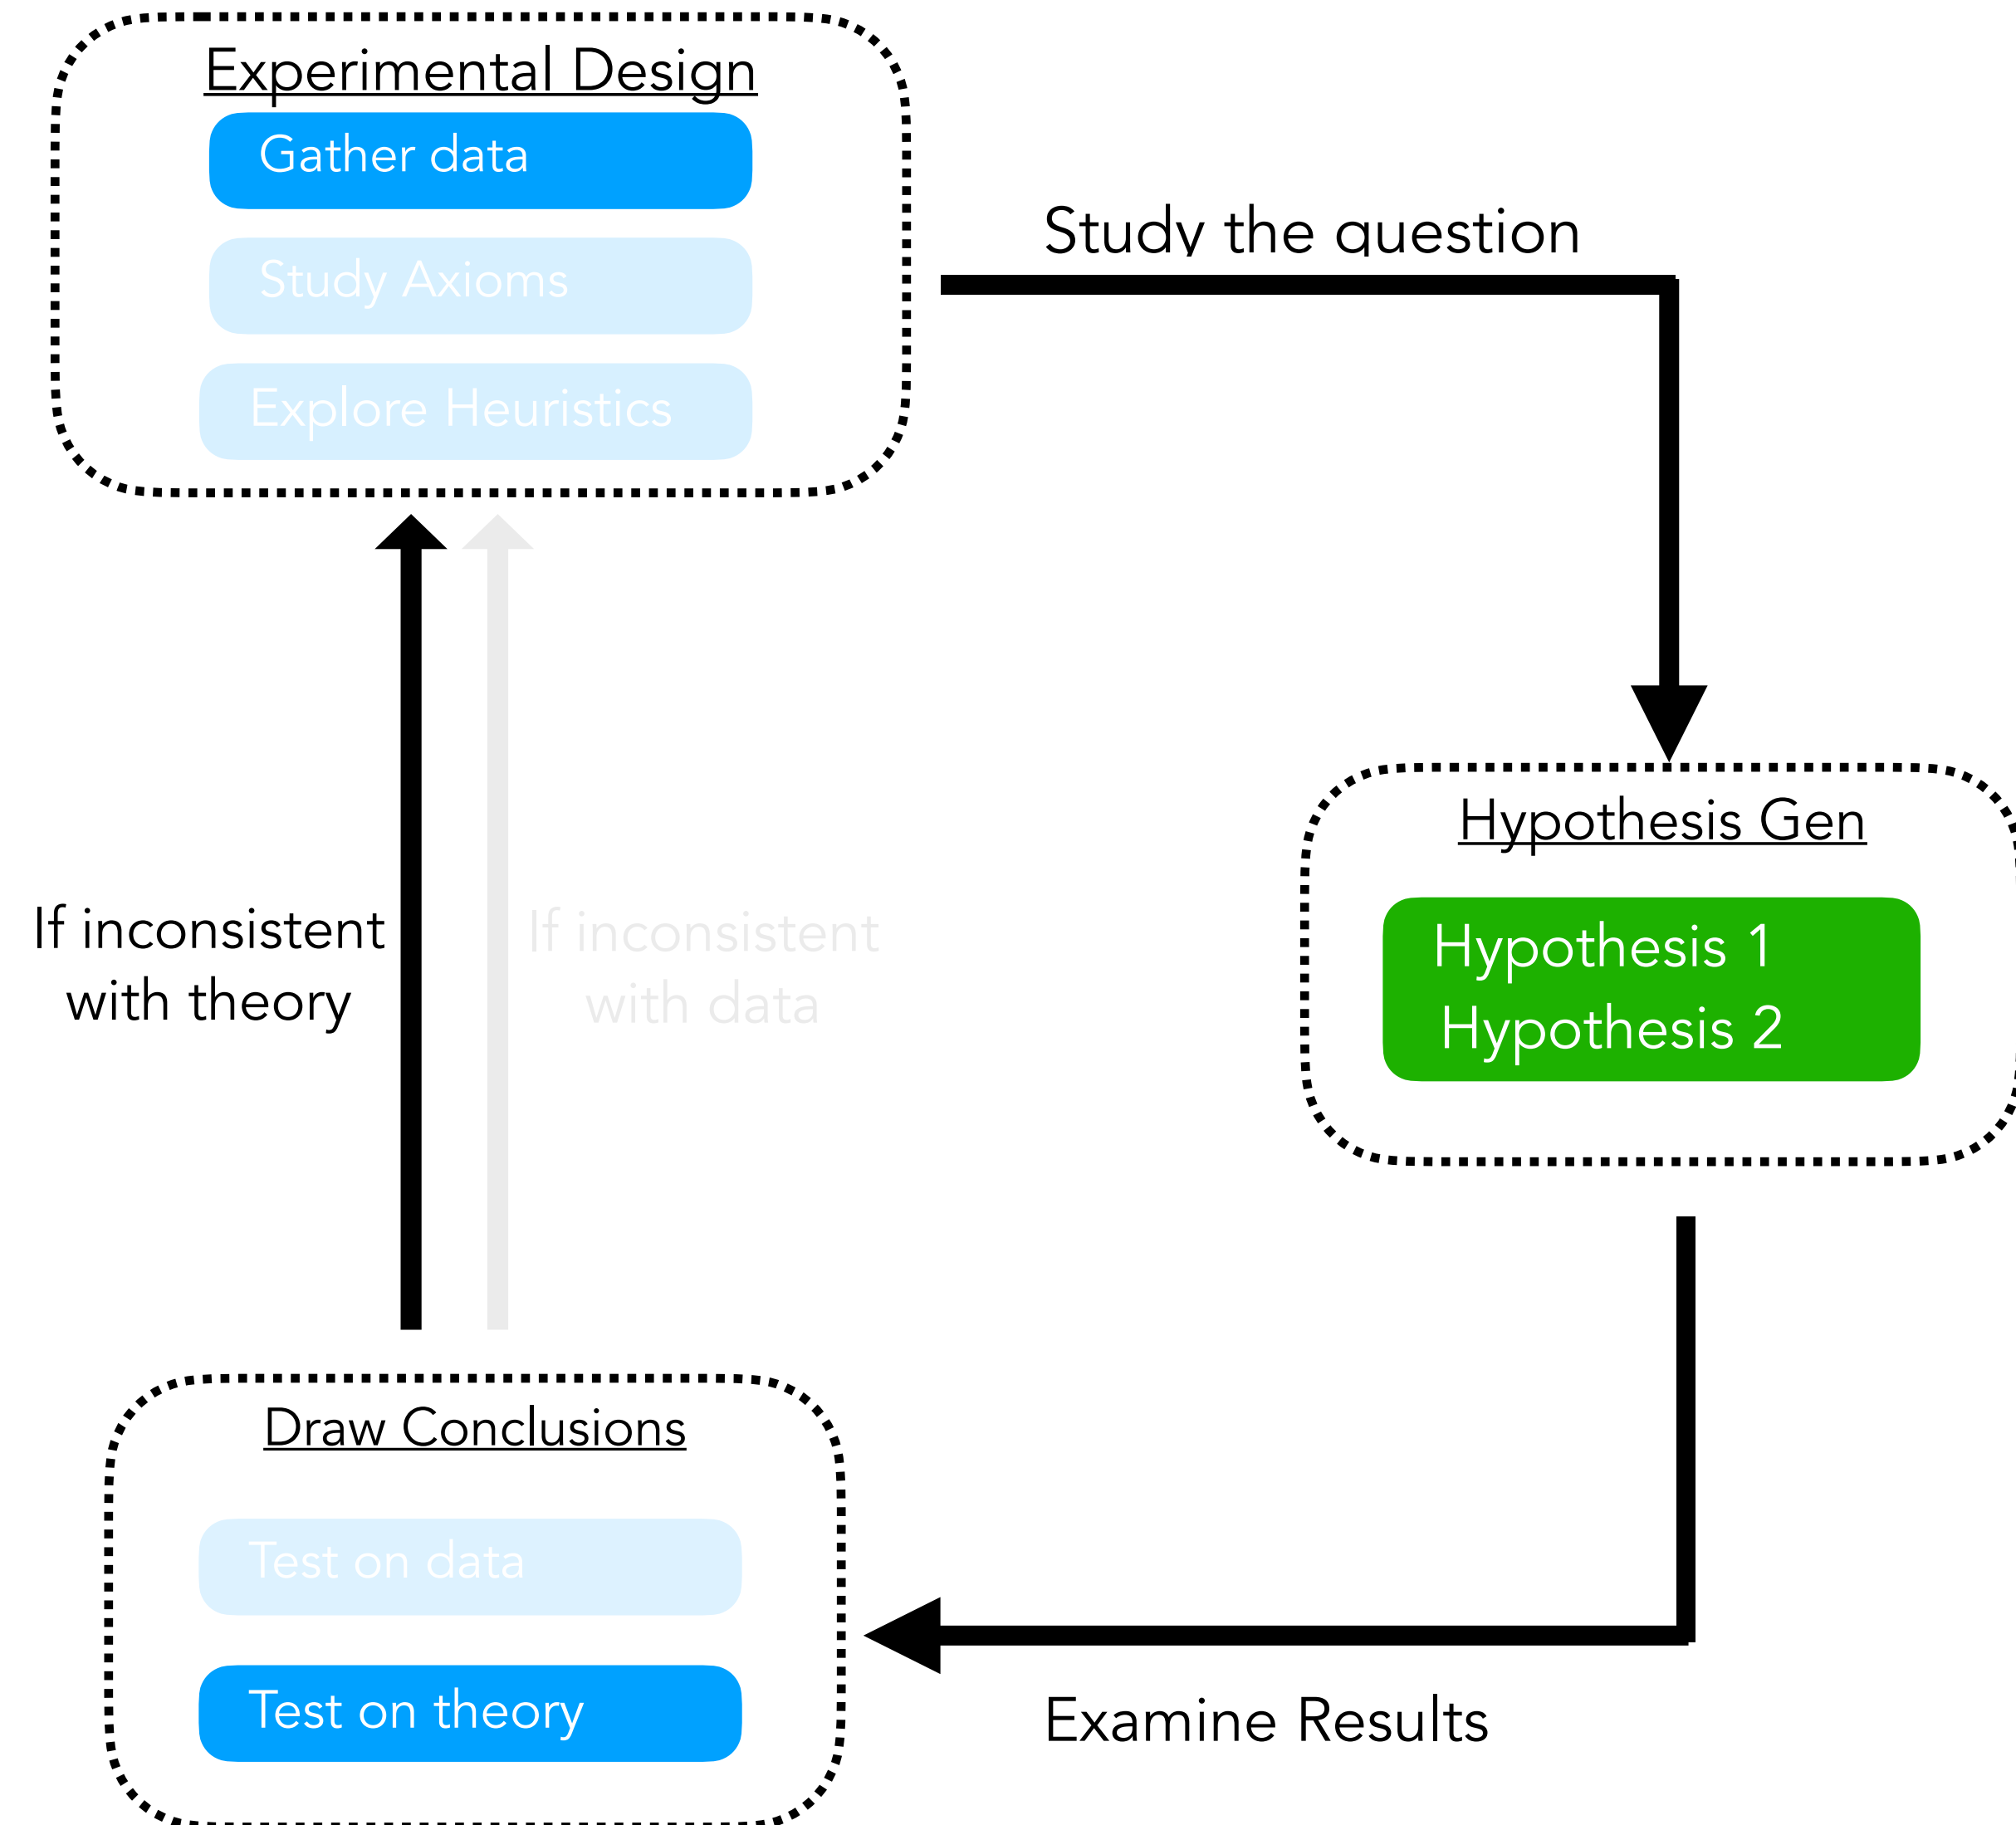 Experimental Design
Gather data
Study Axioms
Explore Heuristics
Study the question
Hypothesis Gen
Hypothesis 1
Hypothesis 2
If inconsistent
with theory
If inconsistent
with data
Draw Conclusions
Test on data
Test on theory
Examine Results